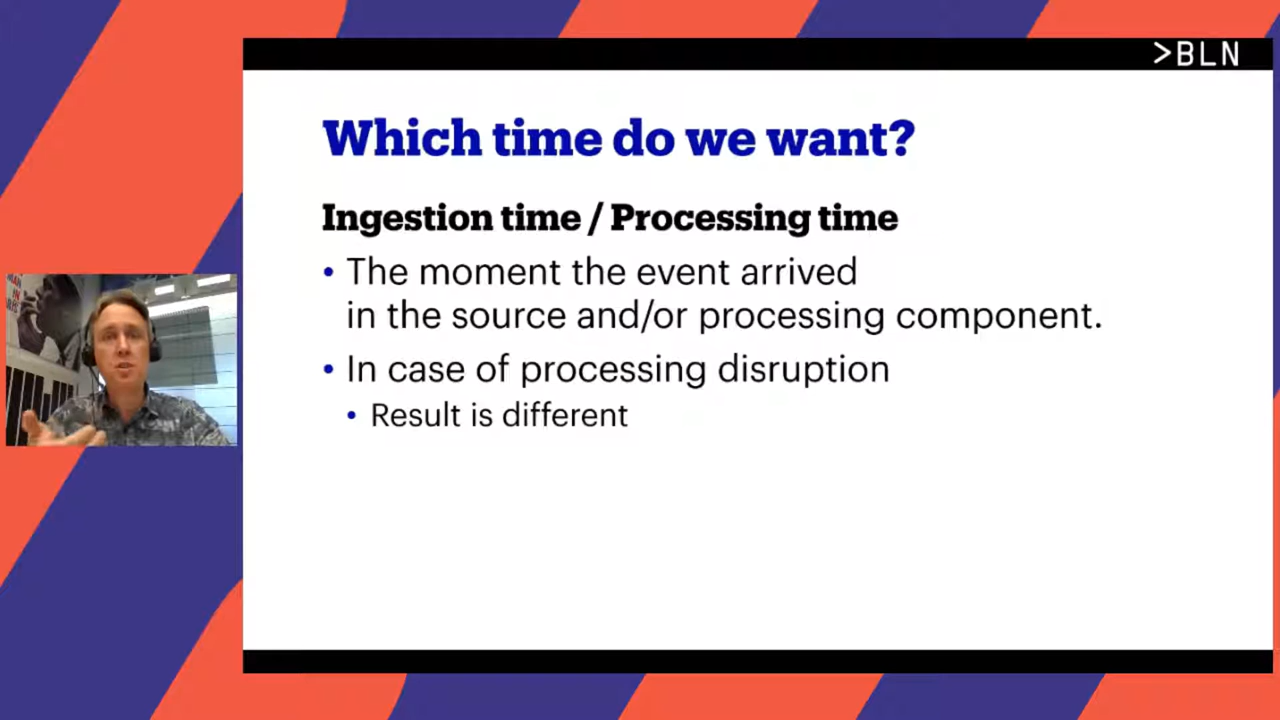 >BLN
Which time do we want?
Ingestion time / Processing time
• The moment the event arrived
in the source and/or processing component.
• In case of processing disruption
• Result is different